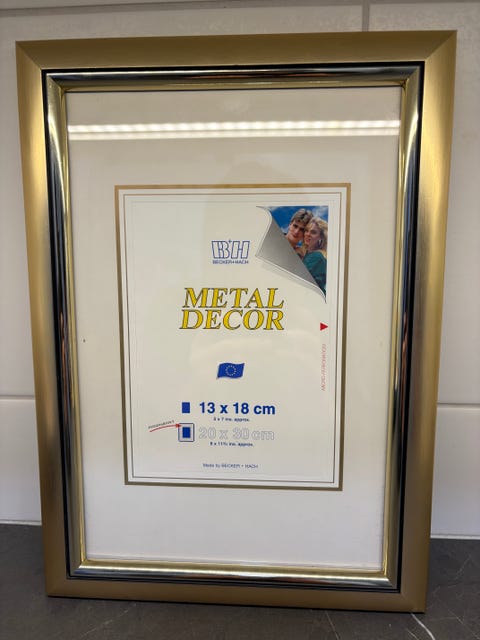 B+H
BECKER+HACH
METAL
DECOR
13 x 18 cm
5 x 7 ins. approx.
20 x 30 cm
8 x 11¾ ins. approx.
Made by BECKER + HACH